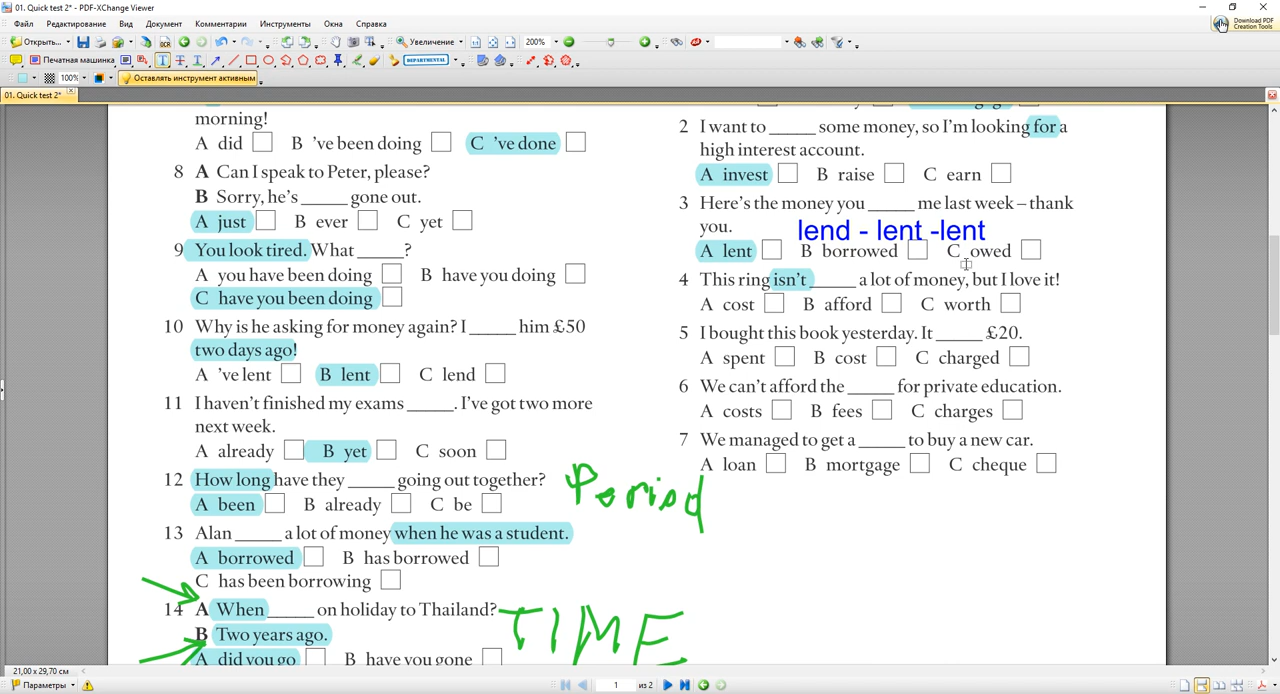 01. Quick test 2* - PDF-XChange Viewer
Файл Редактирование Вид Документ Комментарии Инструменты Окна Справка
Download PDF Creation Tools
Открыть... OCR Увеличение 200%
Печатная машинка DEPARTMENTAL
100% Оставлять инструмент активным
01. Quick test 2*
morning!
A did B 've been doing C 've done
8 A Can I speak to Peter, please?
B Sorry, he's _____ gone out.
A just B ever C yet
9 You look tired. What _____?
A you have been doing B have you doing
C have you been doing
10 Why is he asking for money again? I _____ him £50
two days ago!
A 've lent B lent C lend
11 I haven't finished my exams _____. I've got two more
next week.
A already B yet C soon
12 How long have they _____ going out together?
A been B already C be
Period
13 Alan _____ a lot of money when he was a student.
A borrowed B has borrowed
C has been borrowing
14 A When _____ on holiday to Thailand?
B Two years ago.
TIME
A did you go B have you gone
2 I want to _____ some money, so I'm looking for a
high interest account.
A invest B raise C earn
3 Here's the money you _____ me last week – thank
you.
lend - lent -lent
A lent B borrowed C owed
4 This ring isn't _____ a lot of money, but I love it!
A cost B afford C worth
5 I bought this book yesterday. It _____ £20.
A spent B cost C charged
6 We can't afford the _____ for private education.
A costs B fees C charges
7 We managed to get a _____ to buy a new car.
A loan B mortgage C cheque
21,00 x 29,70 см
Параметры 1 из 2